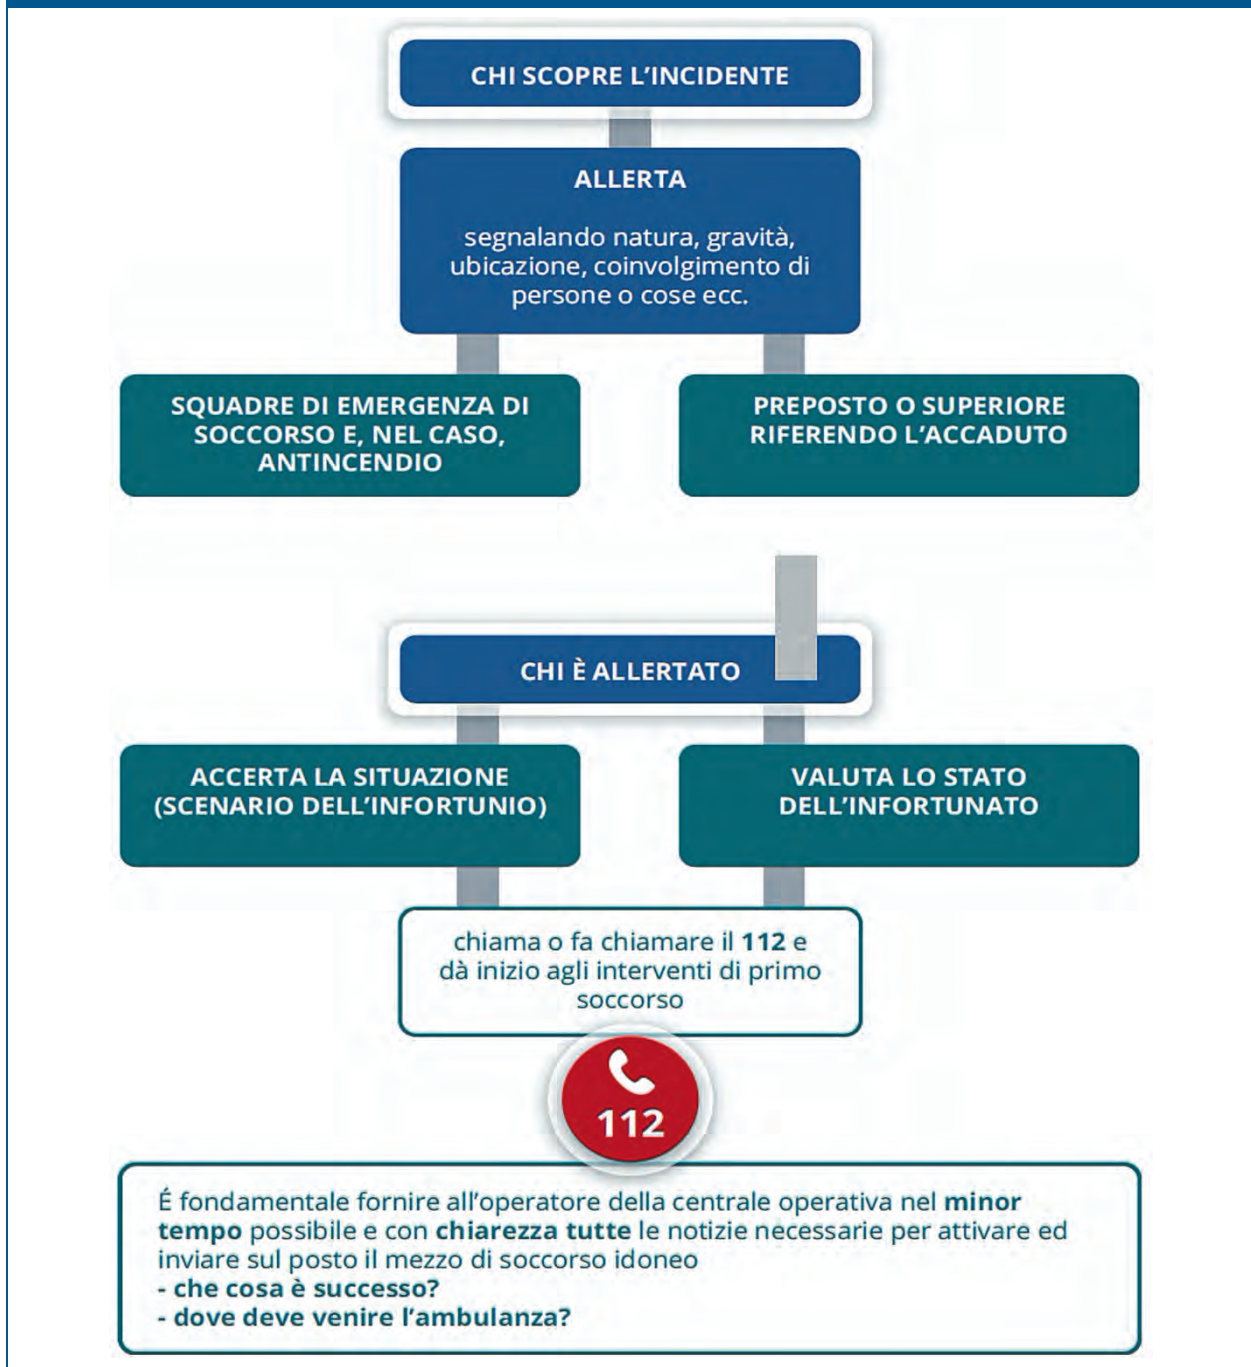 CHI SCOPRE L’INCIDENTE
ALLERTA
segnalando natura, gravità,
ubicazione, coinvolgimento di
persone o cose ecc.
SQUADRE DI EMERGENZA DI
SOCCORSO E, NEL CASO,
ANTINCENDIO
PREPOSTO O SUPERIORE
RIFERENDO L’ACCADUTO
CHI È ALLERTATO
ACCERTA LA SITUAZIONE
(SCENARIO DELL’INFORTUNIO)
VALUTA LO STATO
DELL’INFORTUNATO
chiama o fa chiamare il 112 e
dà inizio agli interventi di primo
soccorso
112
É fondamentale fornire all’operatore della centrale operativa nel minor
tempo possibile e con chiarezza tutte le notizie necessarie per attivare ed
inviare sul posto il mezzo di soccorso idoneo
- che cosa è successo?
- dove deve venire l’ambulanza?